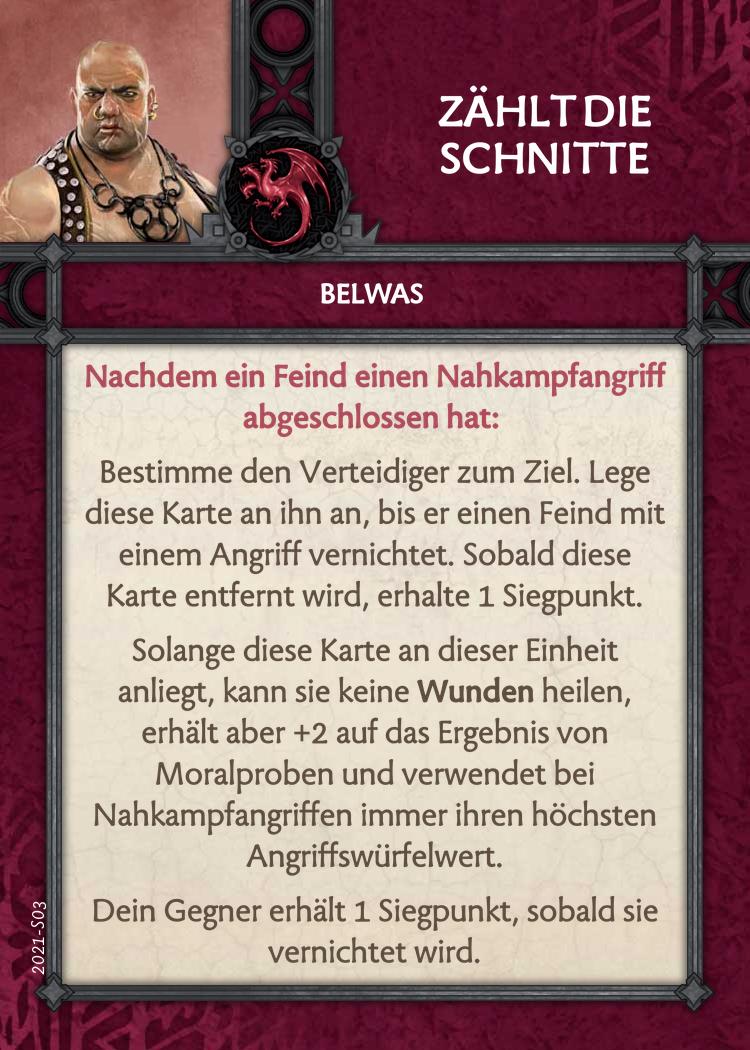 ZÄHLT DIE
SCHNITTE
BELWAS
Nachdem ein Feind einen Nahkampfangriff
abgeschlossen hat:
Bestimme den Verteidiger zum Ziel. Lege
diese Karte an ihn an, bis er einen Feind mit
einem Angriff vernichtet. Sobald diese
Karte entfernt wird, erhalte 1 Siegpunkt.
Solange diese Karte an dieser Einheit
anliegt, kann sie keine Wunden heilen,
erhält aber +2 auf das Ergebnis von
Moralproben und verwendet bei
Nahkampfangriffen immer ihren höchsten
Angriffswürfelwert.
Dein Gegner erhält 1 Siegpunkt, sobald sie
vernichtet wird.
2021-S03